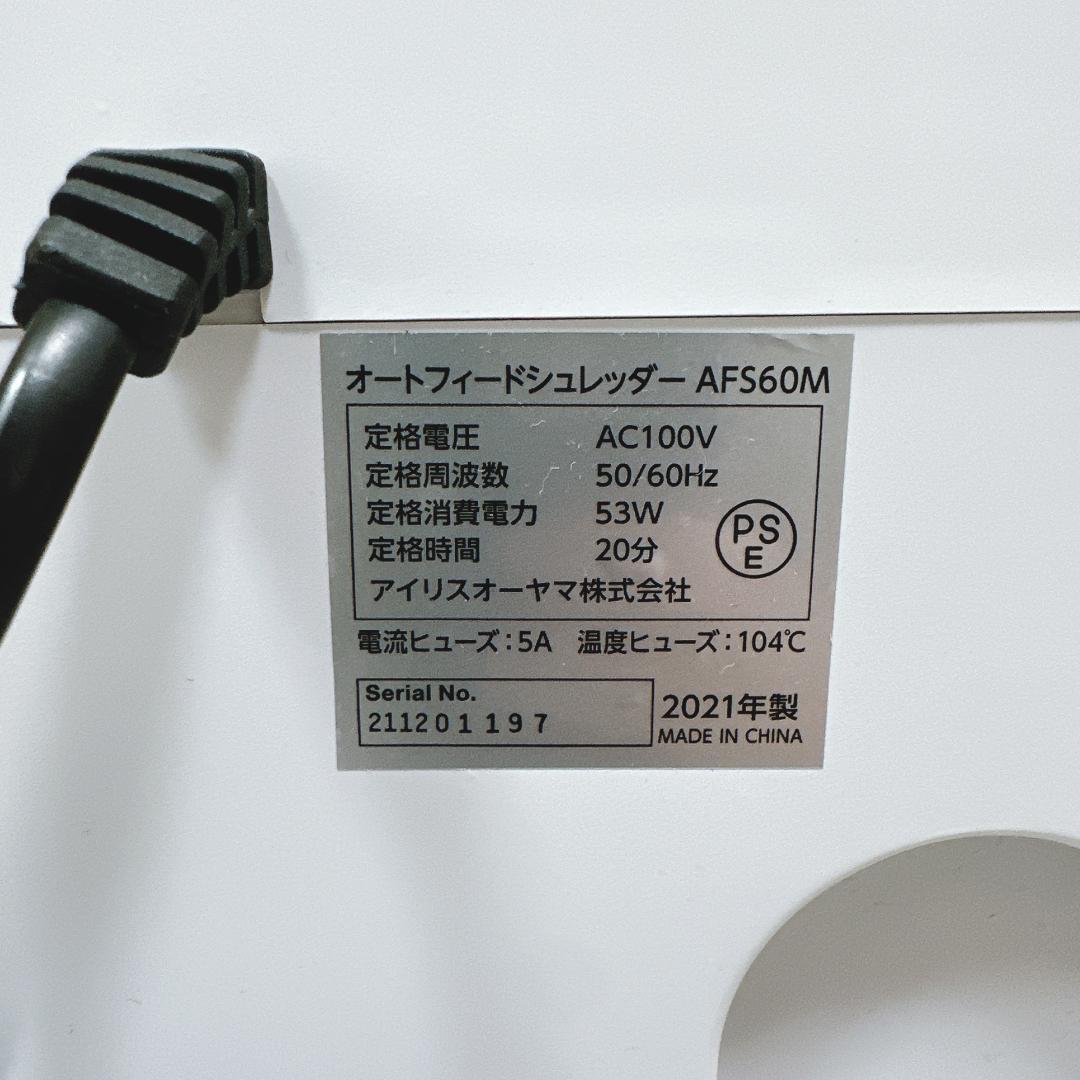 オートフィードシュレッダー AFS60M
定格電圧 AC100V
定格周波数 50/60Hz
定格消費電力 53W
定格時間 20分
PS
E
アイリスオーヤマ株式会社
電流ヒューズ:5A 温度ヒューズ:104℃
Serial No.
211201197
2021年製
MADE IN CHINA